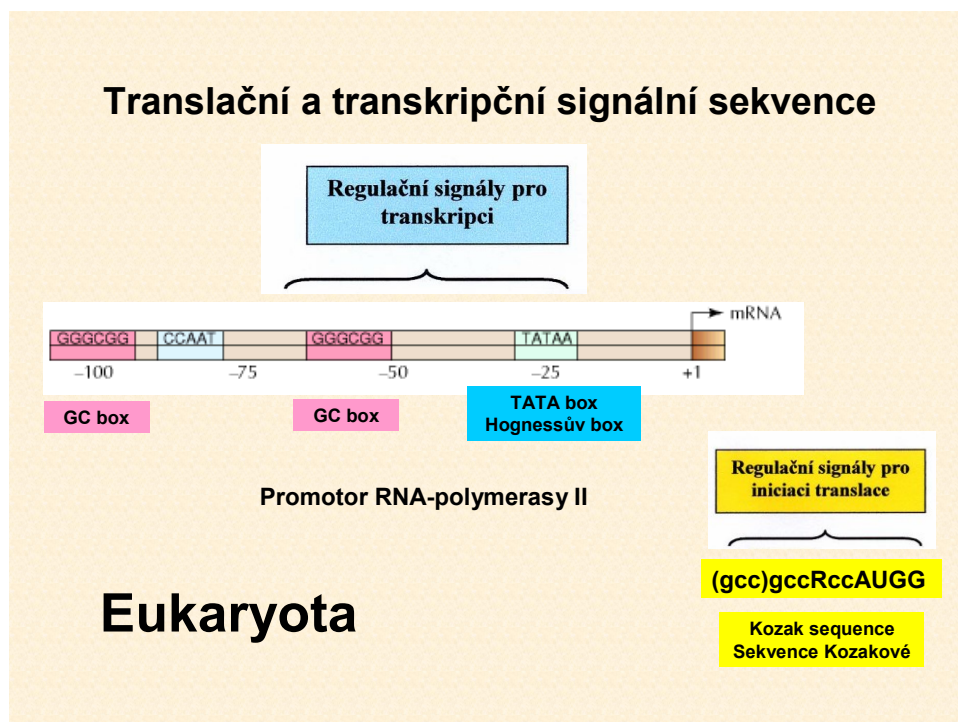 Translační a transkripční signální sekvence
Regulační signály pro
transkripci
mRNA
GGGCGG CCAAT GGGCGG TATAA
–100 –75 –50 –25 +1
GC box GC box TATA box
Hognessův box
Regulační signály pro
iniciaci translace
Promotor RNA-polymerasy II
(gcc)gccRccAUGG
Eukaryota
Kozak sequence
Sekvence Kozakové